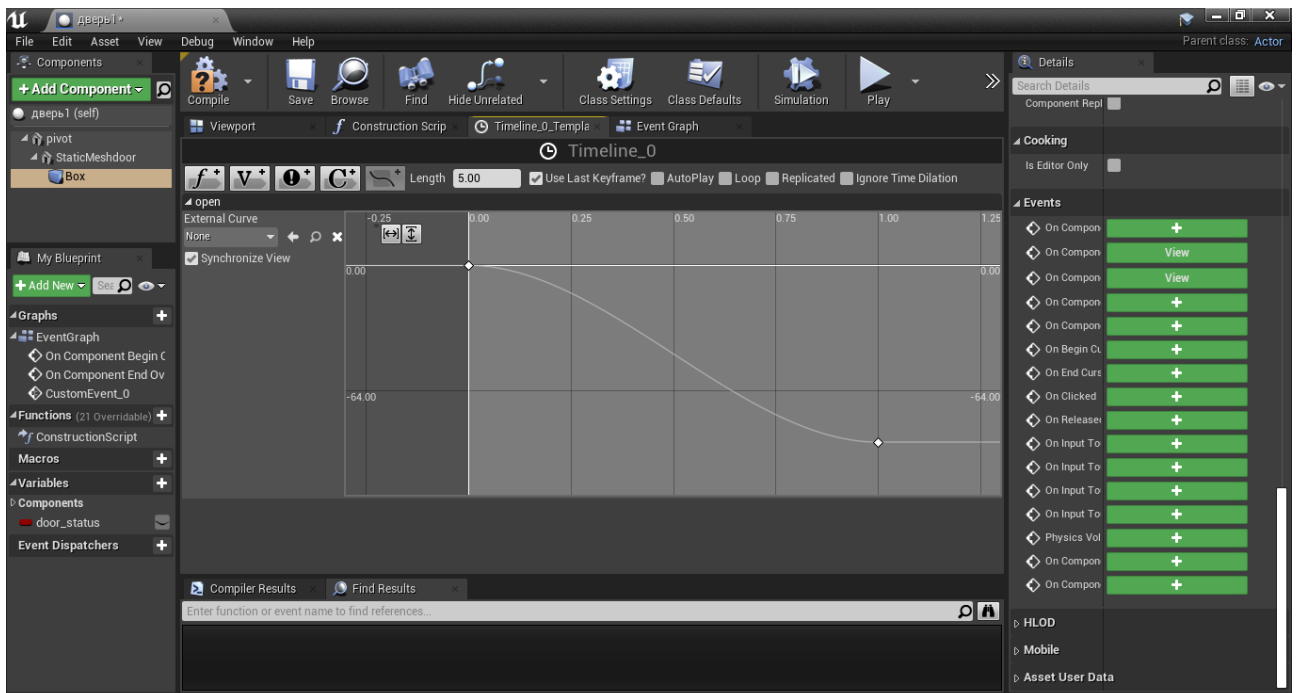 дверь1*
File Edit Asset View Debug Window Help
Parent class: Actor
Components
+ Add Component
дверь1 (self)
pivot
StaticMeshdoor
Box
My Blueprint
+ Add New
Sea
Graphs
EventGraph
On Component Begin
On Component End Ov
CustomEvent_0
Functions (21 Overridable)
ConstructionScript
Macros
Variables
Components
door_status
Event Dispatchers
Compile Save Browse Find Hide Unrelated Class Settings Class Defaults Simulation Play
Viewport Construction Scrip Timeline_0_Templa Event Graph
Timeline_0
Length 5.00 Use Last Keyframe? AutoPlay Loop Replicated Ignore Time Dilation
open
External Curve
None
Synchronize View
-0.25 0.00 0.25 0.50 0.75 1.00 1.25
0.00 0.00
-64.00 -64.00
Compiler Results Find Results
Enter function or event name to find references...
Details
Search Details
Component Repl
Cooking
Is Editor Only
Events
On Compon
On Compon View
On Compon View
On Compon
On Compon
On Begin Cu
On End Curs
On Clicked
On Release
On Input To
On Input To
On Input To
On Input To
Physics Vol
On Compon
On Compon
HLOD
Mobile
Asset User Data